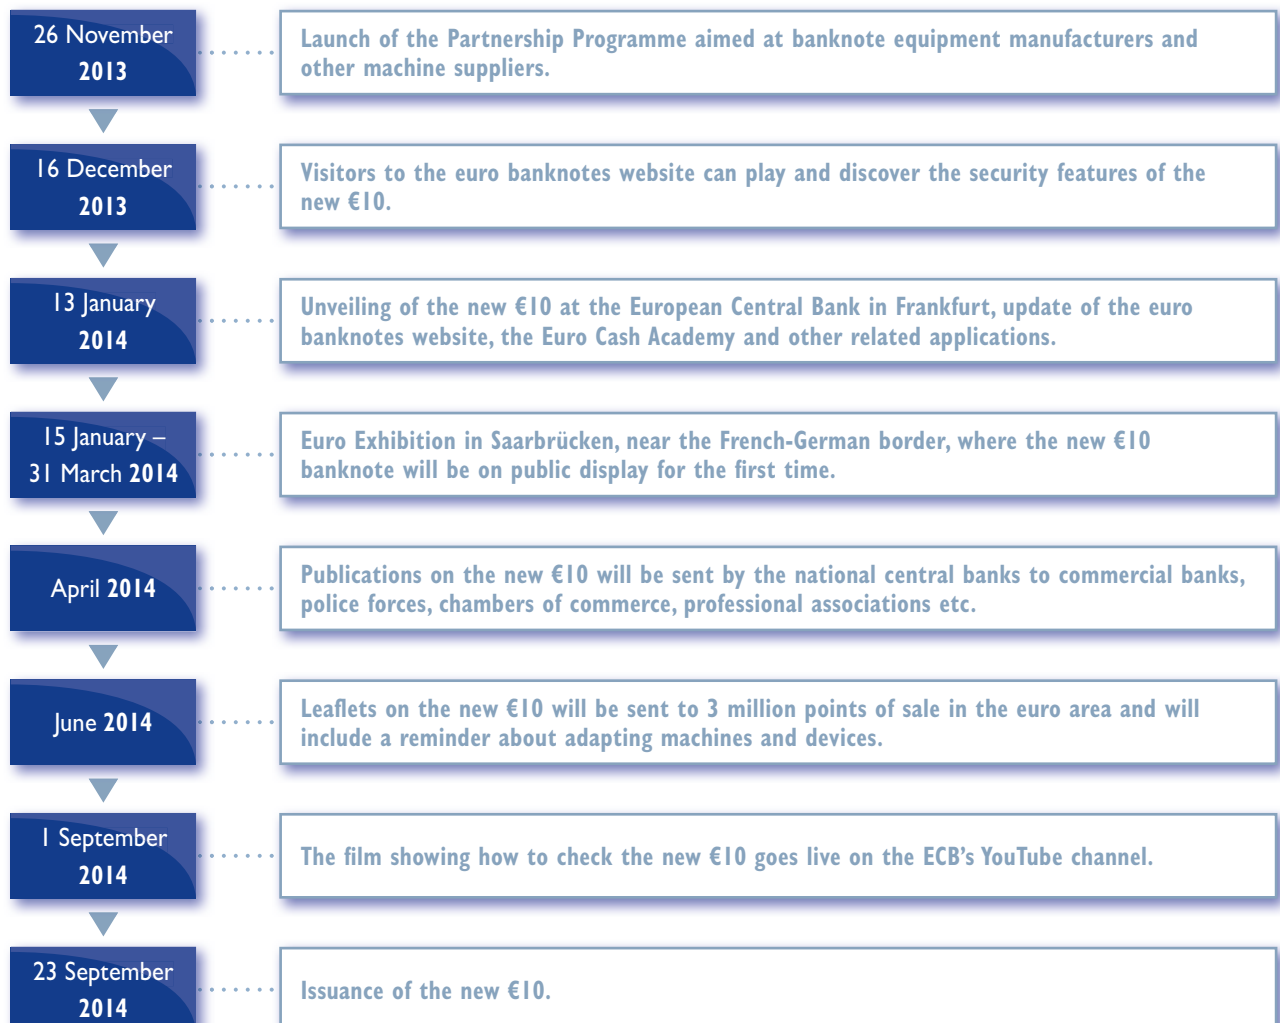 26 November
2013
Launch of the Partnership Programme aimed at banknote equipment manufacturers and
other machine suppliers.
16 December
2013
Visitors to the euro banknotes website can play and discover the security features of the
new €10.
13 January
2014
Unveiling of the new €10 at the European Central Bank in Frankfurt, update of the euro
banknotes website, the Euro Cash Academy and other related applications.
15 January –
31 March 2014
Euro Exhibition in Saarbrücken, near the French-German border, where the new €10
banknote will be on public display for the first time.
April 2014
Publications on the new €10 will be sent by the national central banks to commercial banks,
police forces, chambers of commerce, professional associations etc.
June 2014
Leaflets on the new €10 will be sent to 3 million points of sale in the euro area and will
include a reminder about adapting machines and devices.
1 September
2014
The film showing how to check the new €10 goes live on the ECB's YouTube channel.
23 September
2014
Issuance of the new €10.